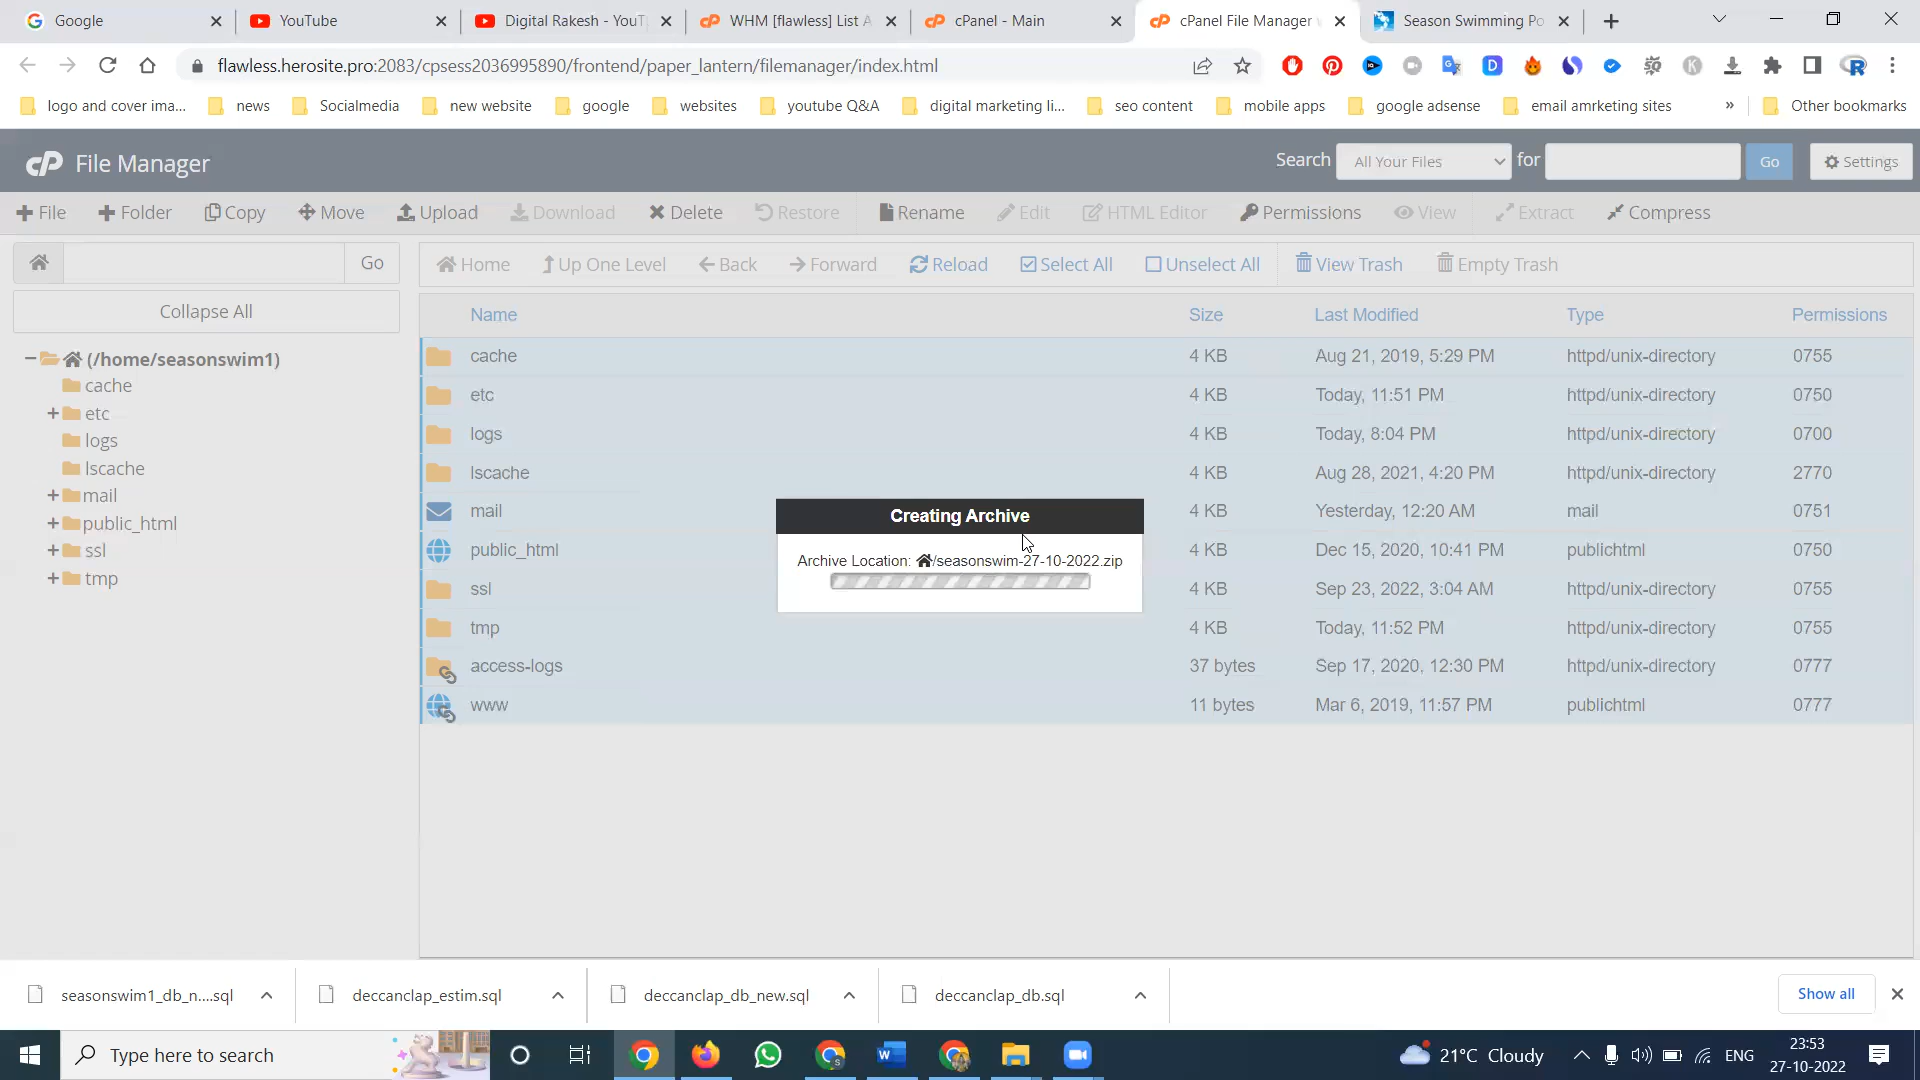 Google
YouTube
Digital Rakesh - YouT
WHM [flawless] List A
cPanel - Main
cPanel File Manager
Season Swimming Po
flawless.herosite.pro:2083/cpsess2036995890/frontend/paper_lantern/filemanager/index.html
logo and cover ima...
news
Socialmedia
new website
google
websites
youtube Q&A
digital marketing li...
seo content
mobile apps
google adsense
email amrketing sites
»
Other bookmarks
cP File Manager
Search All Your Files for Go Settings
File Folder Copy Move Upload Download Delete Restore Rename Edit HTML Editor Permissions View Extract Compress
Go
Home Up One Level Back Forward Reload Select All Unselect All View Trash Empty Trash
Collapse All
(/home/seasonswim1)
cache
etc
logs
lscache
mail
public_html
ssl
tmp
Name Size Last Modified Type Permissions
cache 4 KB Aug 21, 2019, 5:29 PM httpd/unix-directory 0755
etc 4 KB Today, 11:51 PM httpd/unix-directory 0750
logs 4 KB Today, 8:04 PM httpd/unix-directory 0700
lscache 4 KB Aug 28, 2021, 4:20 PM httpd/unix-directory 2770
mail 4 KB Yesterday, 12:20 AM mail 0751
public_html 4 KB Dec 15, 2020, 10:41 PM publichtml 0750
ssl 4 KB Sep 23, 2022, 3:04 AM httpd/unix-directory 0755
tmp 4 KB Today, 11:52 PM httpd/unix-directory 0755
access-logs 37 bytes Sep 17, 2020, 12:30 PM httpd/unix-directory 0777
www 11 bytes Mar 6, 2019, 11:57 PM publichtml 0777
Creating Archive
Archive Location: /seasonswim-27-10-2022.zip
seasonswim1_db_n....sql
deccanclap_estim.sql
deccanclap_db_new.sql
deccanclap_db.sql
Show all
Type here to search
21°C Cloudy
ENG
23:53
27-10-2022